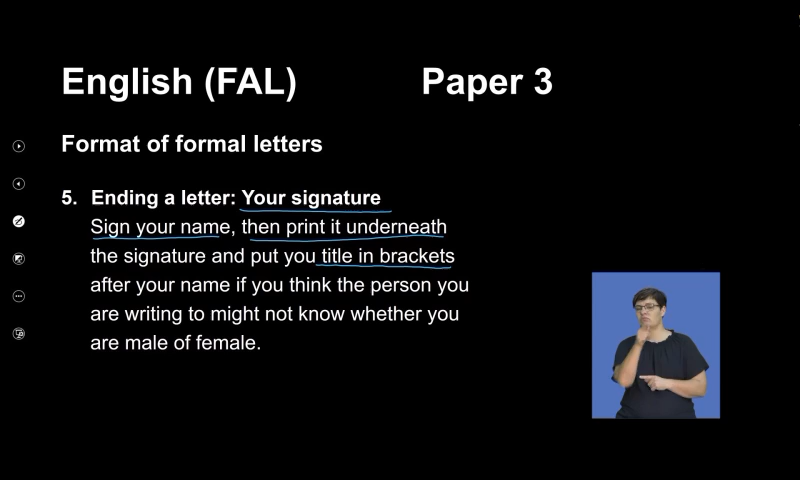 English (FAL) Paper 3
Format of formal letters
5. Ending a letter: Your signature
Sign your name, then print it underneath
the signature and put you title in brackets
after your name if you think the person you
are writing to might not know whether you
are male of female.